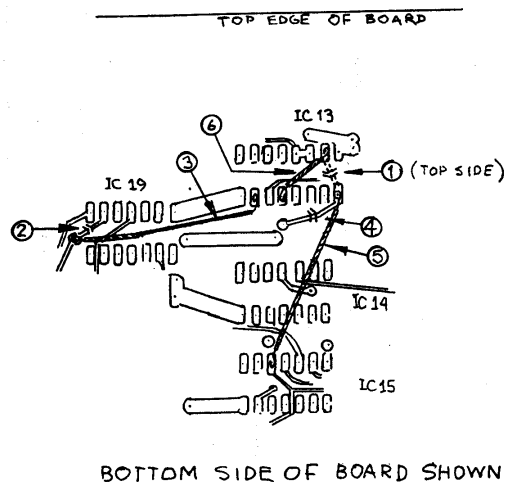 TOP EDGE OF BOARD
IC 13
6
3
1 (TOP SIDE)
IC 19
2
4
5
IC 14
IC 15
BOTTOM SIDE OF BOARD SHOWN